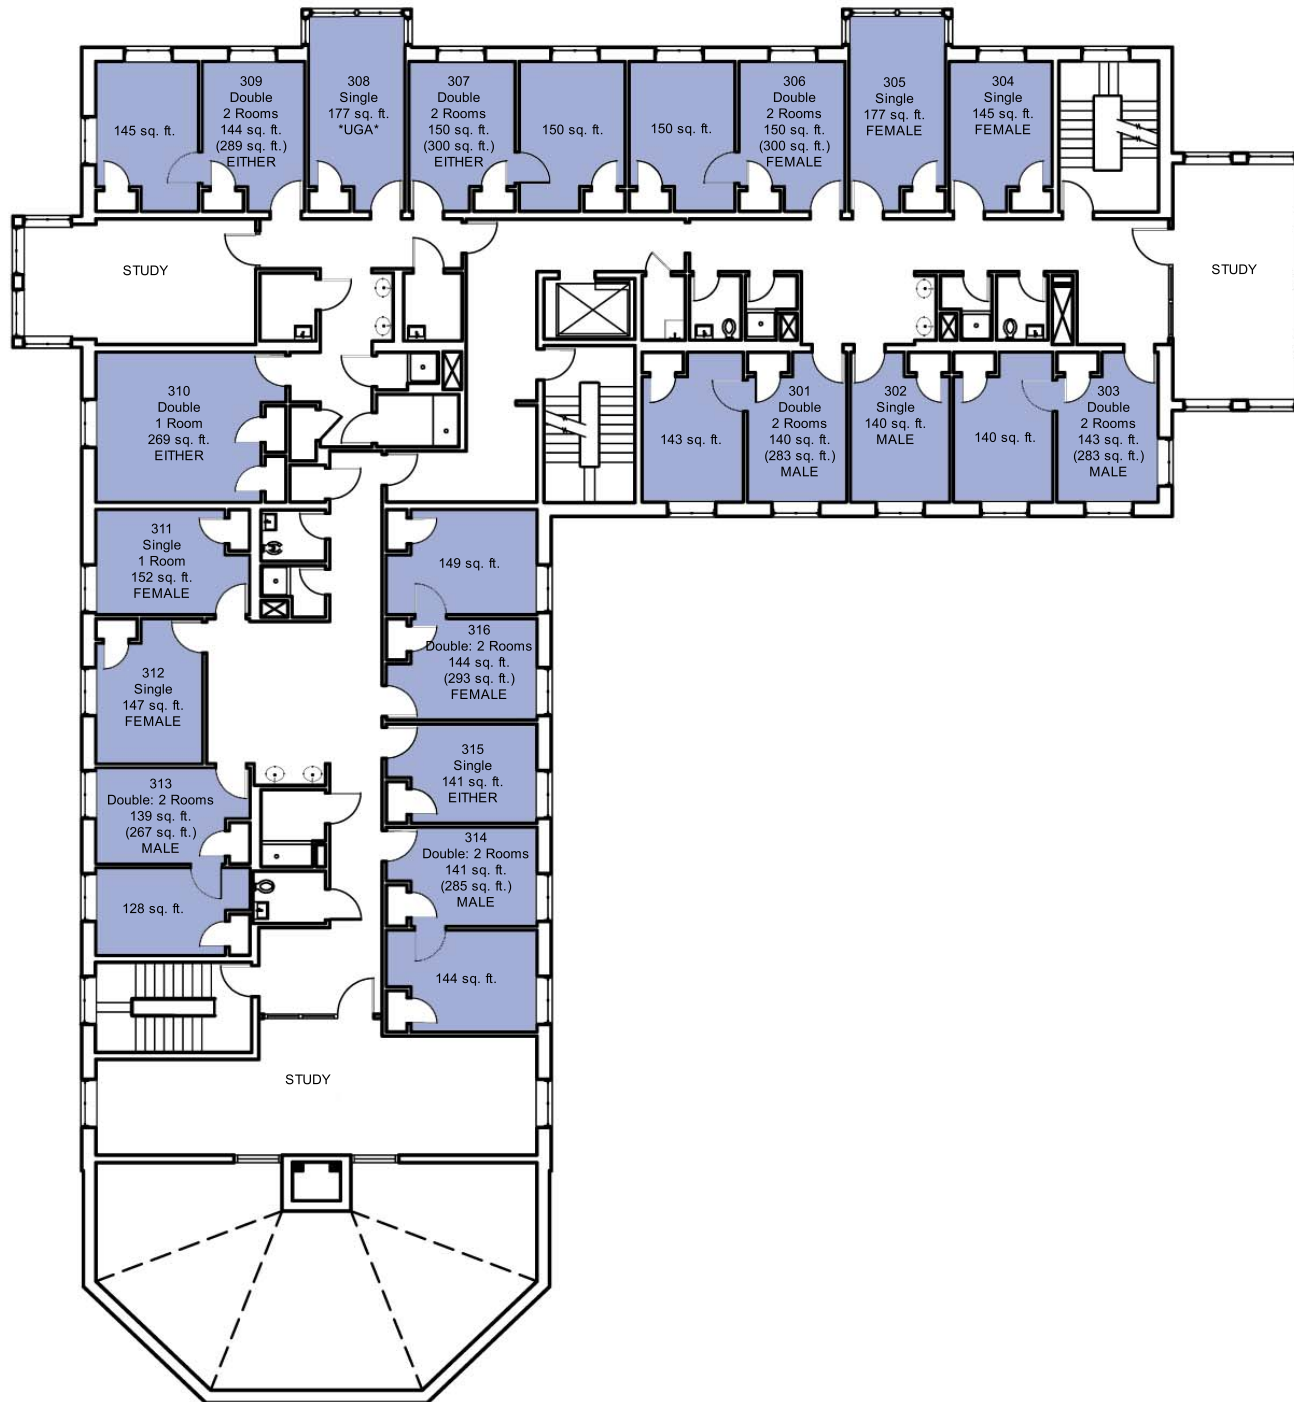 145 sq. ft.
309
Double
2 Rooms
144 sq. ft.
(289 sq. ft.)
EITHER
308
Single
177 sq. ft.
*UGA*
307
Double
2 Rooms
150 sq. ft.
(300 sq. ft.)
EITHER
150 sq. ft.
150 sq. ft.
306
Double
2 Rooms
150 sq. ft.
(300 sq. ft.)
FEMALE
305
Single
177 sq. ft.
FEMALE
304
Single
145 sq. ft.
FEMALE
STUDY
STUDY
310
Double
1 Room
269 sq. ft.
EITHER
143 sq. ft.
301
Double
2 Rooms
140 sq. ft.
(283 sq. ft.)
MALE
302
Single
140 sq. ft.
MALE
140 sq. ft.
303
Double
2 Rooms
143 sq. ft.
(283 sq. ft.)
MALE
311
Single
1 Room
152 sq. ft.
FEMALE
149 sq. ft.
316
Double: 2 Rooms
144 sq. ft.
(293 sq. ft.)
FEMALE
312
Single
147 sq. ft.
FEMALE
315
Single
141 sq. ft.
EITHER
313
Double: 2 Rooms
139 sq. ft.
(267 sq. ft.)
MALE
314
Double: 2 Rooms
141 sq. ft.
(285 sq. ft.)
MALE
128 sq. ft.
144 sq. ft.
STUDY